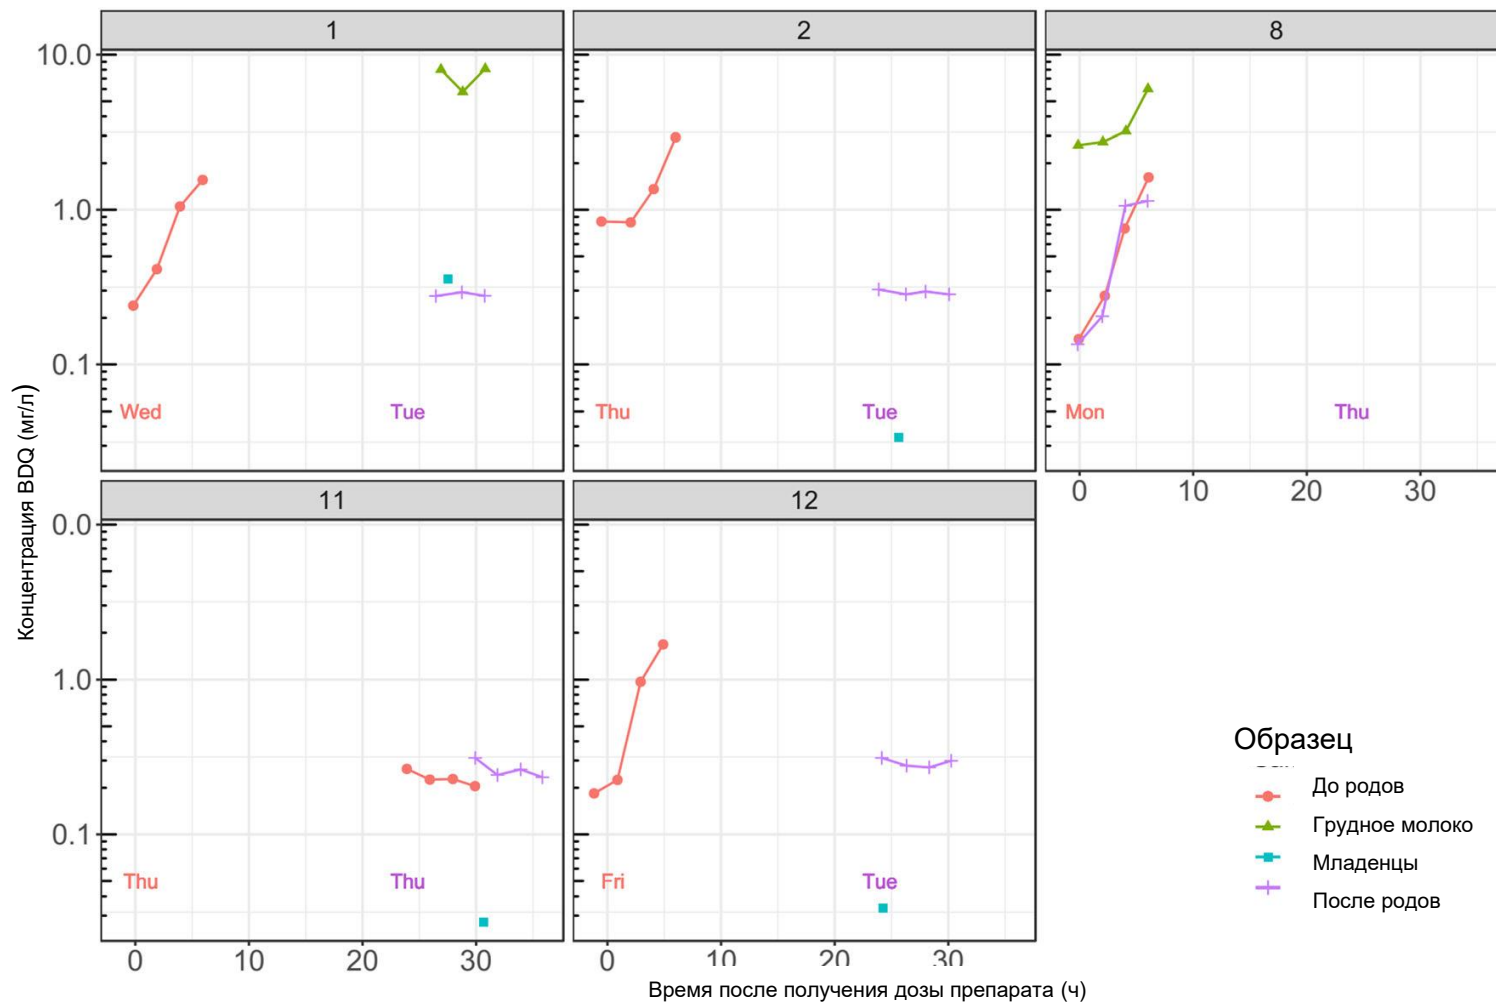 1
2
8
10.0
1.0
0.1
Wed
Tue
Thu
Tue
Mon
Thu
0
10
20
30
Концентрация BDQ (мг/л)
11
12
0.0
1.0
0.1
Thu
Thu
Fri
Tue
0
10
20
30
0
10
20
30
Время после получения дозы препарата (ч)
Образец
До родов
Грудное молоко
Младенцы
После родов